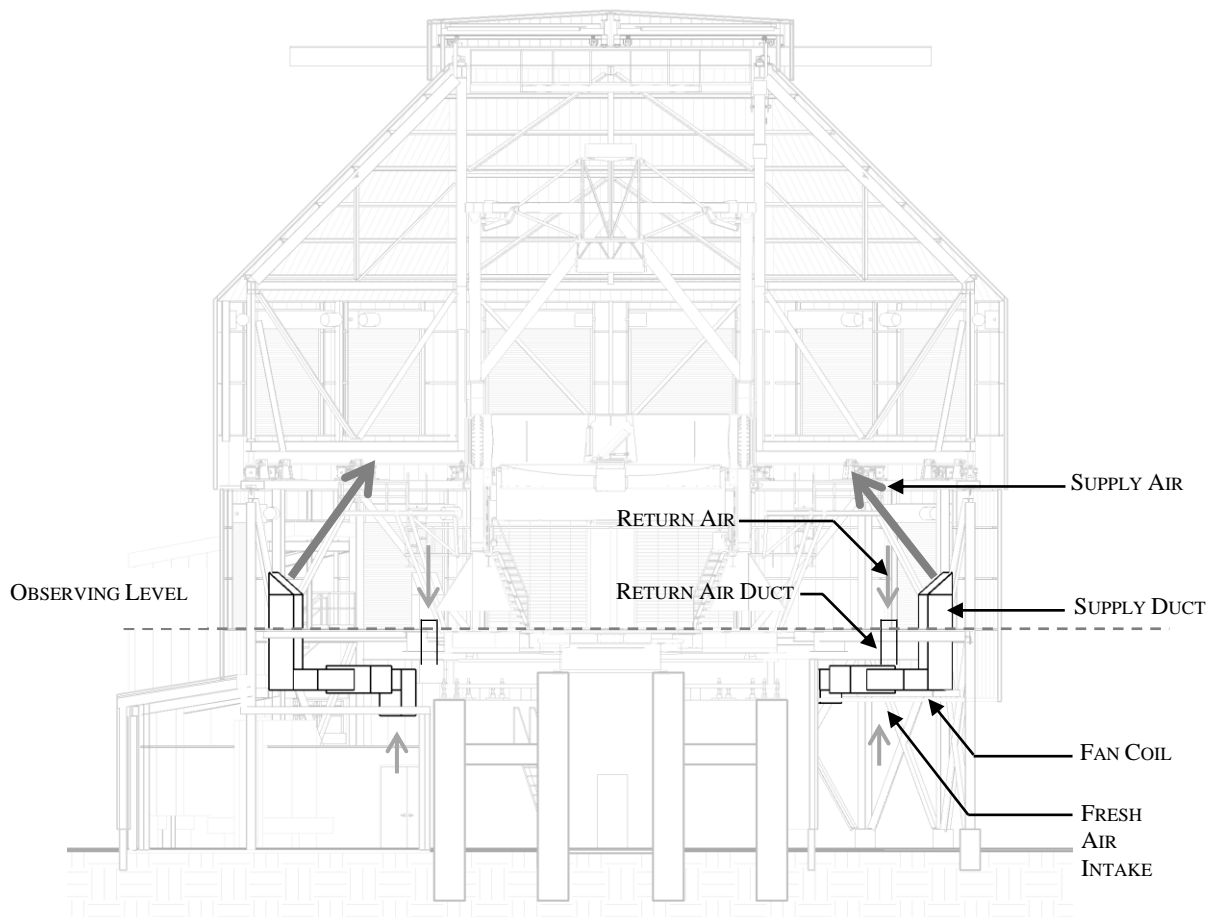 SUPPLY AIR
RETURN AIR
OBSERVING LEVEL
RETURN AIR DUCT
SUPPLY DUCT
FAN COIL
FRESH
AIR
INTAKE